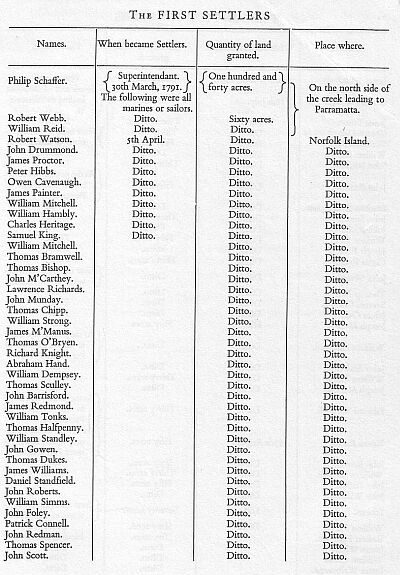 The FIRST SETTLERS
Names. When became Settlers. Quantity of land granted. Place where.
Philip Schaffer. { Superintendant. 30th March, 1791. } { One hundred and forty acres. } } On the north side of the creek leading to Parramatta.
The following were all marines or sailors.
Robert Webb. Ditto. Sixty acres.
William Reid. Ditto. Ditto.
Robert Watson. 5th April. Ditto. Norfolk Island.
John Drummond. Ditto. Ditto. Ditto.
James Proctor. Ditto. Ditto. Ditto.
Peter Hibbs. Ditto. Ditto. Ditto.
Owen Cavenaugh. Ditto. Ditto. Ditto.
James Painter. Ditto. Ditto. Ditto.
William Mitchell. Ditto. Ditto. Ditto.
William Hambly. Ditto. Ditto. Ditto.
Charles Heritage. Ditto. Ditto. Ditto.
Samuel King. Ditto. Ditto. Ditto.
William Mitchell. Ditto. Ditto.
Thomas Bramwell. Ditto. Ditto.
Thomas Bishop. Ditto. Ditto.
John M'Carthey. Ditto. Ditto.
Lawrence Richards. Ditto. Ditto.
John Munday. Ditto. Ditto.
Thomas Chipp. Ditto. Ditto.
William Strong. Ditto. Ditto.
James M'Manus. Ditto. Ditto.
Thomas O'Bryen. Ditto. Ditto.
Richard Knight. Ditto. Ditto.
Abraham Hand. Ditto. Ditto.
William Dempsey. Ditto. Ditto.
Thomas Sculley. Ditto. Ditto.
John Barrisford. Ditto. Ditto.
James Redmond. Ditto. Ditto.
William Tonks. Ditto. Ditto.
Thomas Halfpenny. Ditto. Ditto.
William Standley. Ditto. Ditto.
John Gowen. Ditto. Ditto.
Thomas Dukes. Ditto. Ditto.
James Williams. Ditto. Ditto.
Daniel Standfield. Ditto. Ditto.
John Roberts. Ditto. Ditto.
William Simms. Ditto. Ditto.
John Foley. Ditto. Ditto.
Patrick Connell. Ditto. Ditto.
John Redman. Ditto. Ditto.
Thomas Spencer. Ditto. Ditto.
John Scott. Ditto. Ditto.